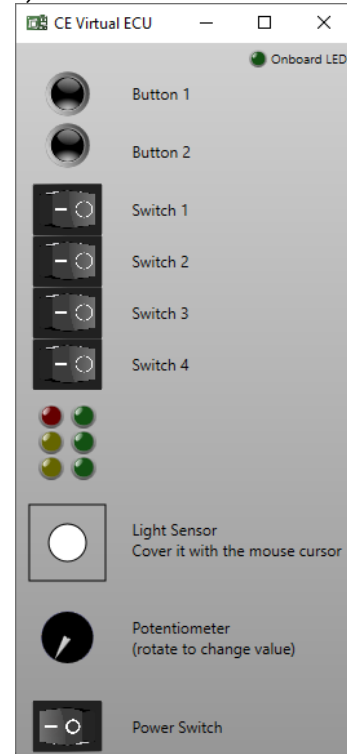 CE Virtual ECU
Onboard LED
Button 1
Button 2
Switch 1
Switch 2
Switch 3
Switch 4
Light Sensor
Cover it with the mouse cursor
Potentiometer
(rotate to change value)
Power Switch